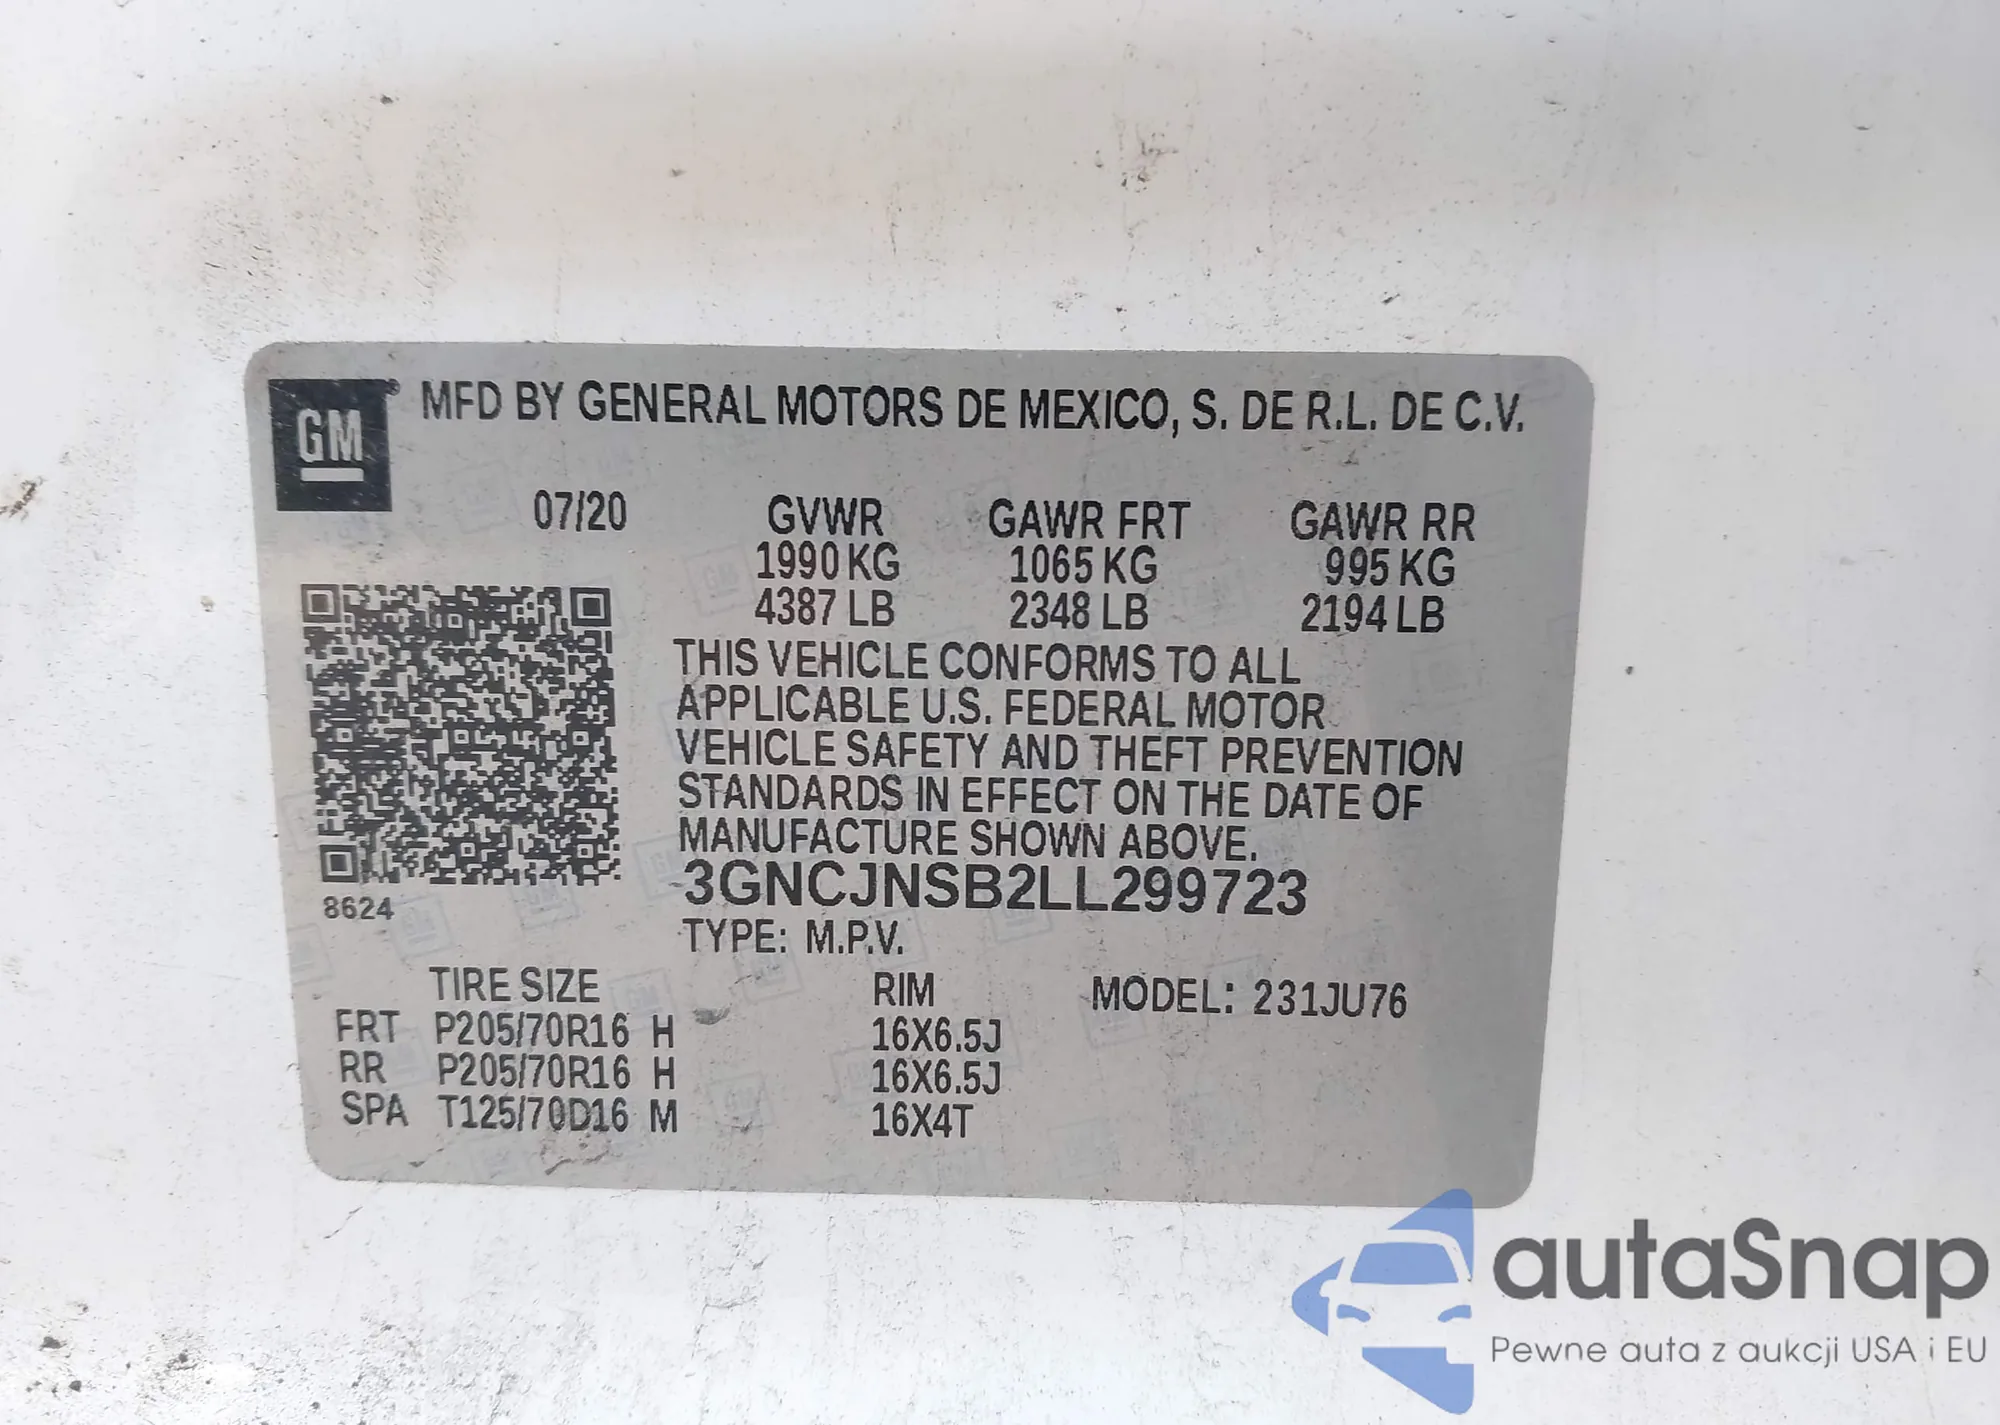 GM
® MFD BY GENERAL MOTORS DE MEXICO, S. DE R.L. DE C.V.
07/20 GVWR GAWR FRT GAWR RR
1990 KG 1065 KG 995 KG
4387 LB 2348 LB 2194 LB
THIS VEHICLE CONFORMS TO ALL
APPLICABLE U.S. FEDERAL MOTOR
VEHICLE SAFETY AND THEFT PREVENTION
STANDARDS IN EFFECT ON THE DATE OF
MANUFACTURE SHOWN ABOVE.
3GNCJNSB2LL299723
8624
TYPE: M.P.V.
TIRE SIZE RIM MODEL: 231JU76
FRT P205/70R16 H 16X6.5J
RR P205/70R16 H 16X6.5J
SPA T125/70D16 M 16X4T
autaSnap
Pewne auta z aukcji USA i EU